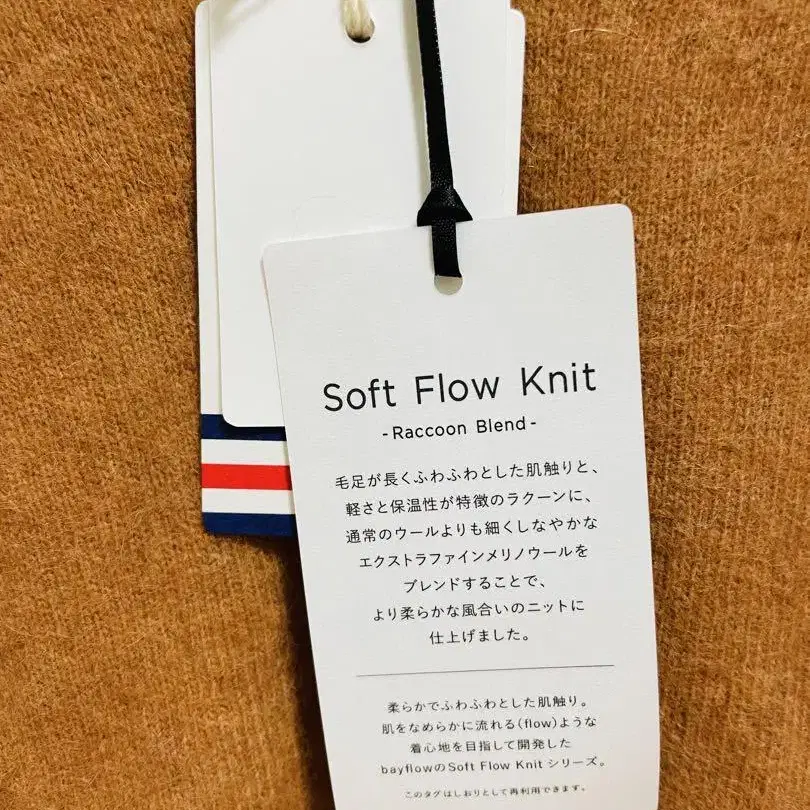 Soft Flow Knit
-Raccoon Blend-
毛足が長くふわふわとした肌触りと、
軽さと保温性が特徴のラクーンに、
通常のウールよりも細くしなやかな
エクストラファインメリノウールを
ブレンドすることで、
より柔らかな風合いのニットに
仕上げました。
柔らかでふわふわとした肌触り。
肌をなめらかに流れる(flow)ような
着心地を目指して開発した
bayflowのSoft Flow Knit シリーズ。
このタグはしおりとして再利用できます。